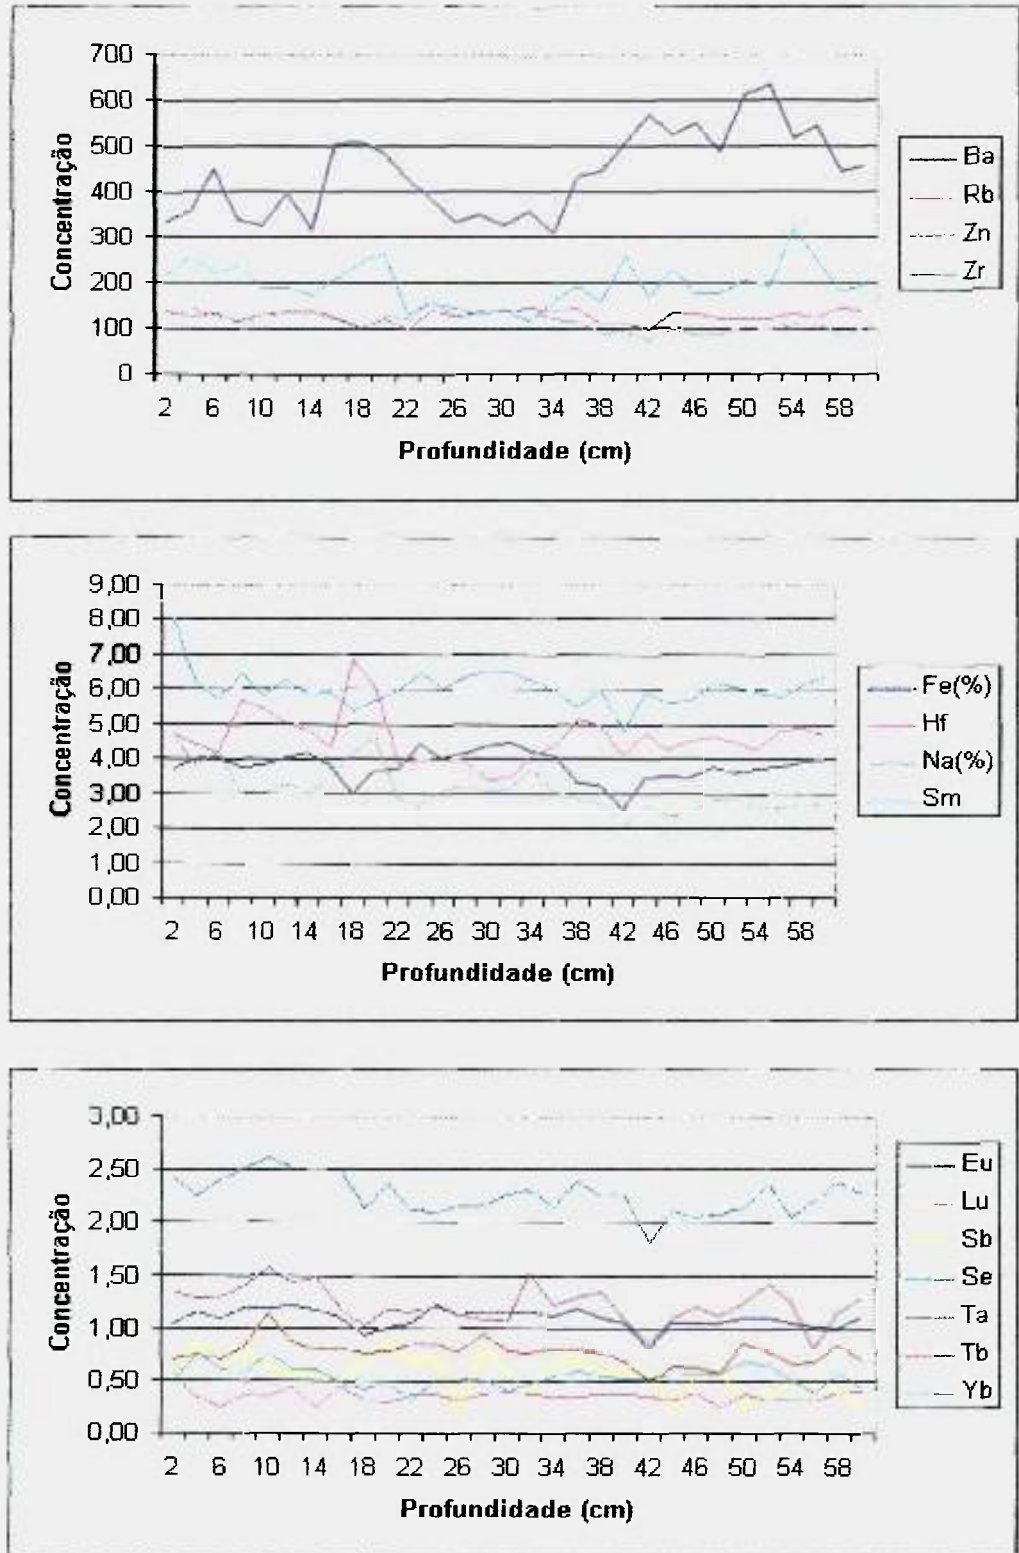 700
600
500
400
300
200
100
0
Concentração
2 6 10 14 18 22 26 30 34 38 42 46 50 54 58
Profundidade (cm)
Ba
Rb
Zn
Zr
9,00
8,00
7,00
6,00
5,00
4,00
3,00
2,00
1,00
0,00
Concentração
2 6 10 14 18 22 26 30 34 38 42 46 50 54 58
Profundidade (cm)
Fe(%)
Hf
Na(%)
Sm
3,00
2,50
2,00
1,50
1,00
0,50
0,00
Concentração
2 6 10 14 18 22 26 30 34 38 42 46 50 54 58
Profundidade (cm)
Eu
Lu
Sb
Se
Ta
Tb
Yb